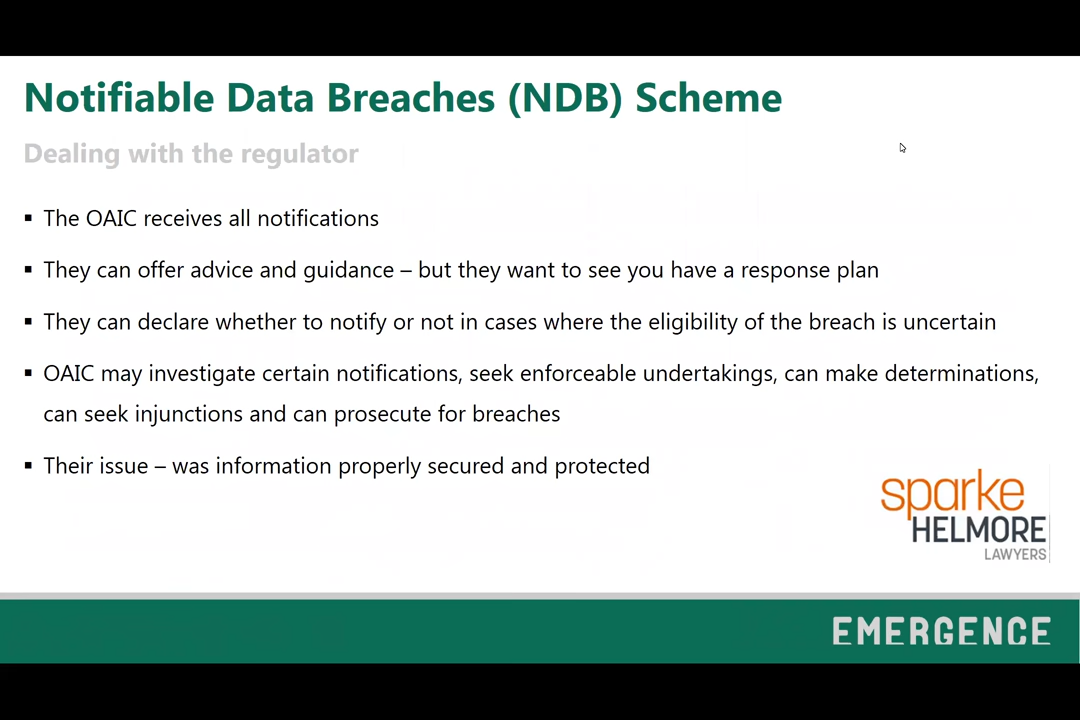 Notifiable Data Breaches (NDB) Scheme
Dealing with the regulator
▪ The OAIC receives all notifications
▪ They can offer advice and guidance – but they want to see you have a response plan
▪ They can declare whether to notify or not in cases where the eligibility of the breach is uncertain
▪ OAIC may investigate certain notifications, seek enforceable undertakings, can make determinations,
can seek injunctions and can prosecute for breaches
▪ Their issue – was information properly secured and protected
sparke
HELMORE
LAWYERS
EMERGENCE